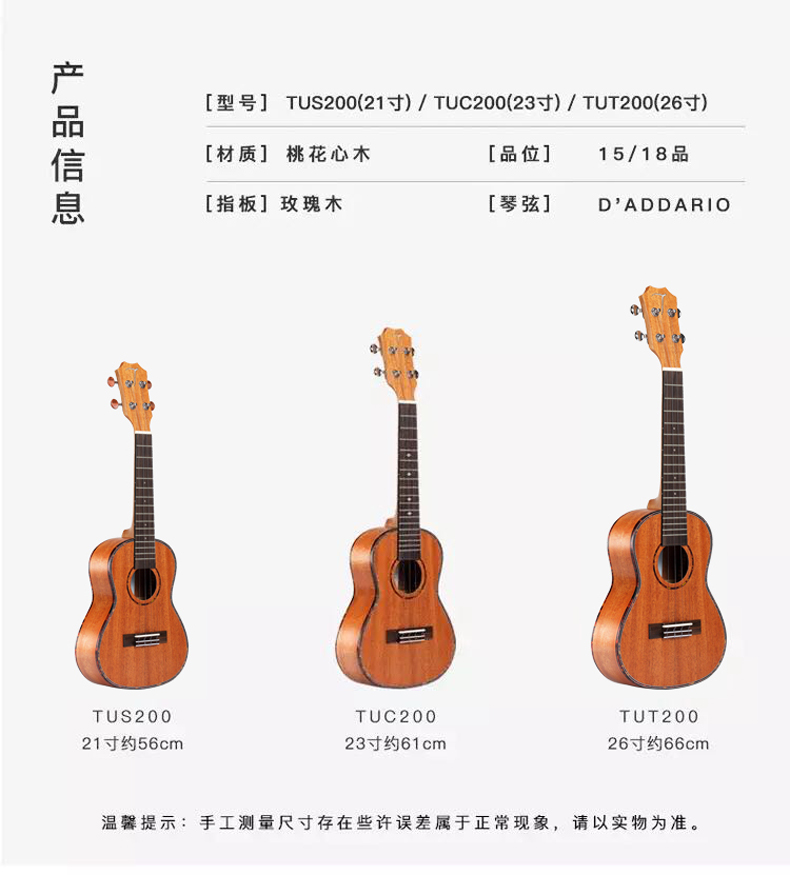 产品信息
[型号] TUS200(21寸) / TUC200(23寸) / TUT200(26寸)
[材质] 桃花心木 [品位] 15/18品
[指板] 玫瑰木 [琴弦] D'ADDARIO
TUS200 TUC200 TUT200
21寸约56cm 23寸约61cm 26寸约66cm
温馨提示：手工测量尺寸存在些许误差属于正常现象，请以实物为准。